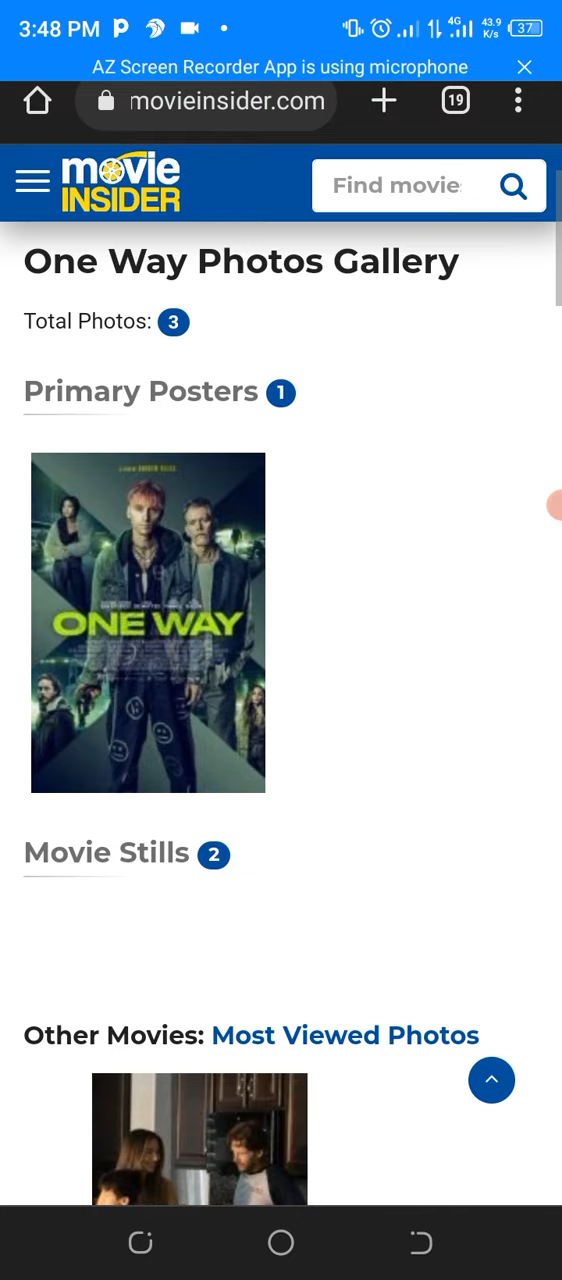 3:48 PM
4G
43.9
K/s
37
AZ Screen Recorder App is using microphone
movieinsider.com
19
movie
INSIDER
Find movie
One Way Photos Gallery
Total Photos: 3
Primary Posters 1
ONE WAY
Movie Stills 2
Other Movies: Most Viewed Photos